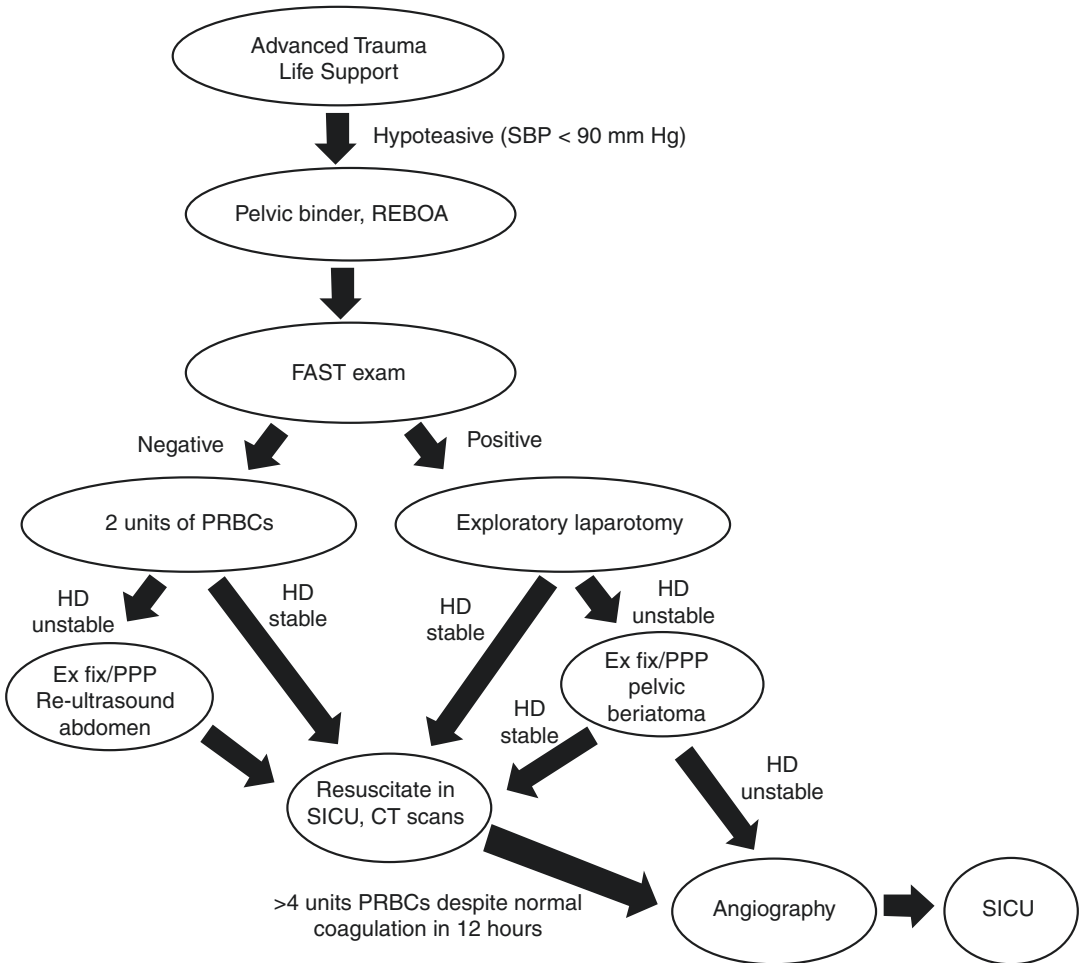 Advanced Trauma
Life Support
Hypoteasive (SBP < 90 mm Hg)
Pelvic binder, REBOA
FAST exam
Negative
Positive
2 units of PRBCs
Exploratory laparotomy
HD
unstable
HD
stable
HD
stable
HD
unstable
Ex fix/PPP
Re-ultrasound
abdomen
Ex fix/PPP
pelvic
beriatoma
HD
stable
HD
unstable
Resuscitate in
SICU, CT scans
>4 units PRBCs despite normal
coagulation in 12 hours
Angiography
SICU